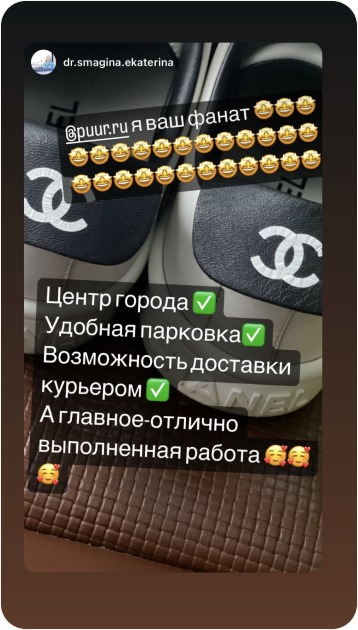 dr.smagina.ekaterina
@puur.ru я ваш фанат 🤩🤩🤩
🤩🤩🤩🤩🤩🤩🤩🤩🤩🤩🤩🤩
🤩🤩🤩🤩🤩🤩🤩🤩🤩🤩🤩🤩
Центр города ✅
Удобная парковка✅
Возможность доставки
курьером ✅
А главное-отлично
выполненная работа 🥰🥰
🥰